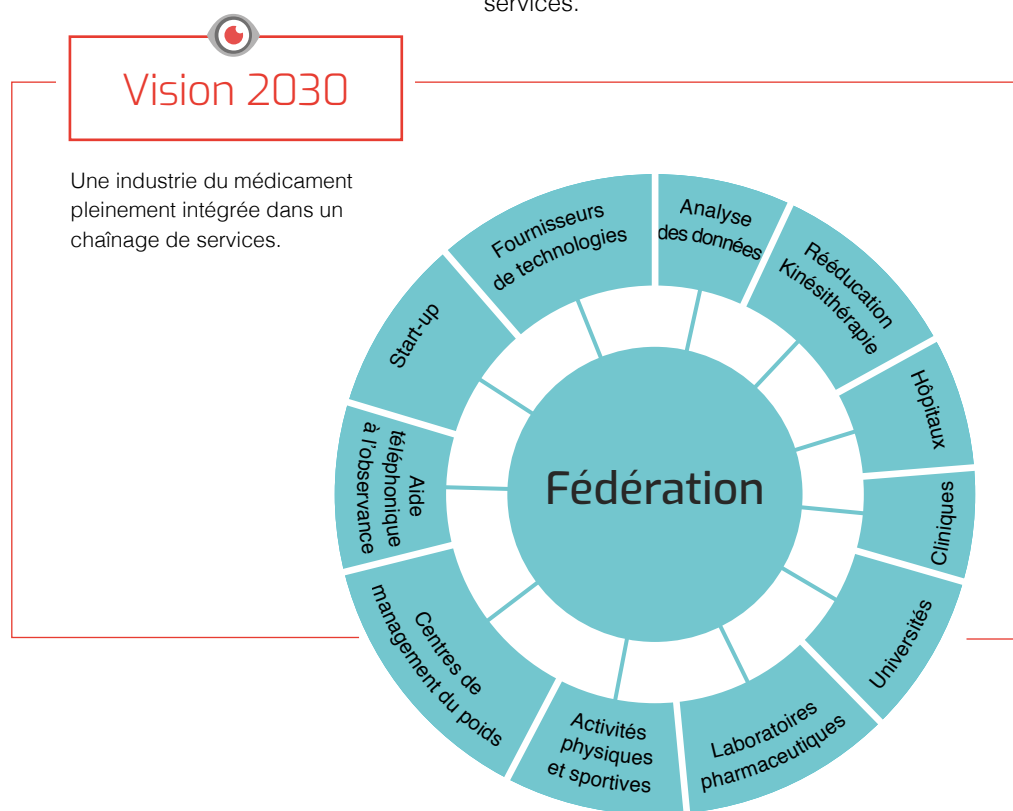 services.
Vision 2030
Une industrie du médicament
pleinement intégrée dans un
chaînage de services.
Fournisseurs
de technologies
Analyse
des données
Rééducation
Kinésithérapie
Hôpitaux
Cliniques
Universités
Laboratoires
pharmaceutiques
Activités
physiques
et sportives
Centres de
management du poids
Aide
téléphonique
à l'observance
Start-up
Fédération